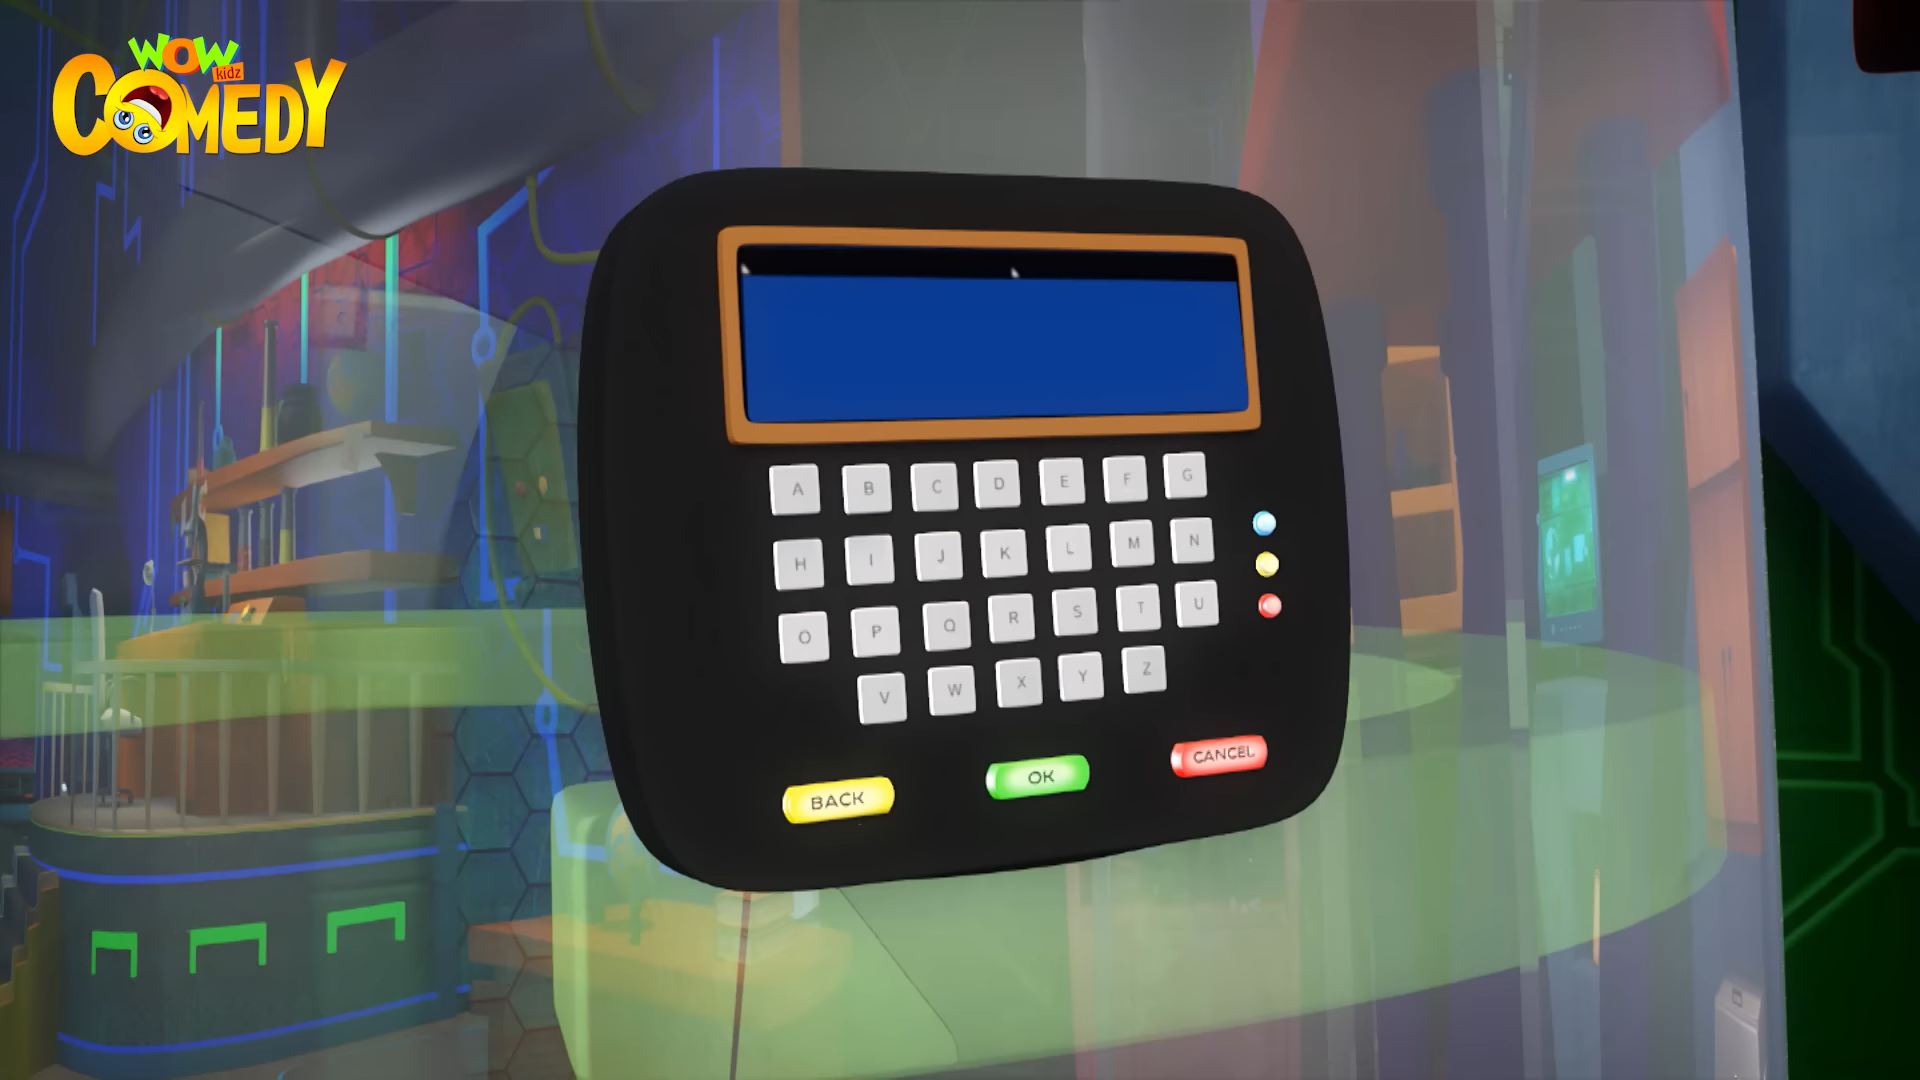 WOW
kidz
COMEDY
A B C D E F G
H I J K L M N
O P Q R S T U
V W X Y Z
BACK OK CANCEL